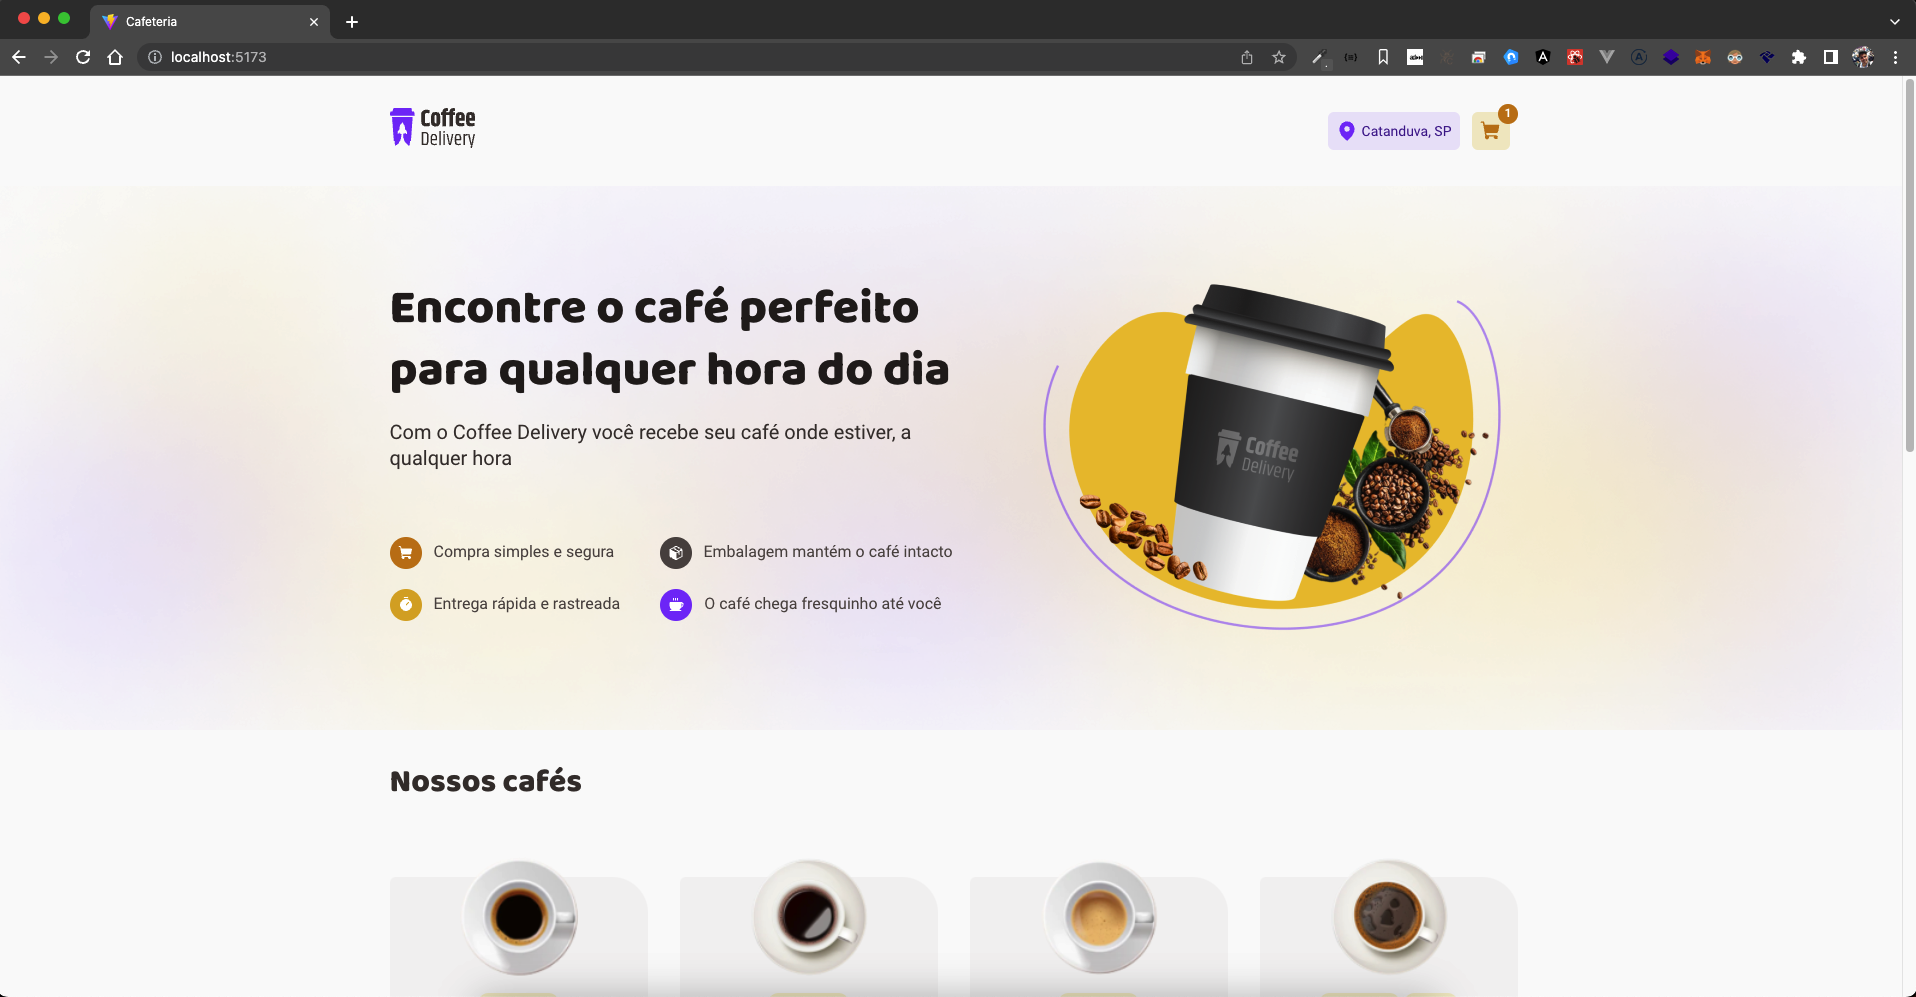 Cafeteria
localhost:5173
Coffee
Delivery
Catanduva, SP
1
Encontre o café perfeito
para qualquer hora do dia
Com o Coffee Delivery você recebe seu café onde estiver, a
qualquer hora
Coffee
Delivery
Compra simples e segura
Embalagem mantém o café intacto
Entrega rápida e rastreada
O café chega fresquinho até você
Nossos cafés